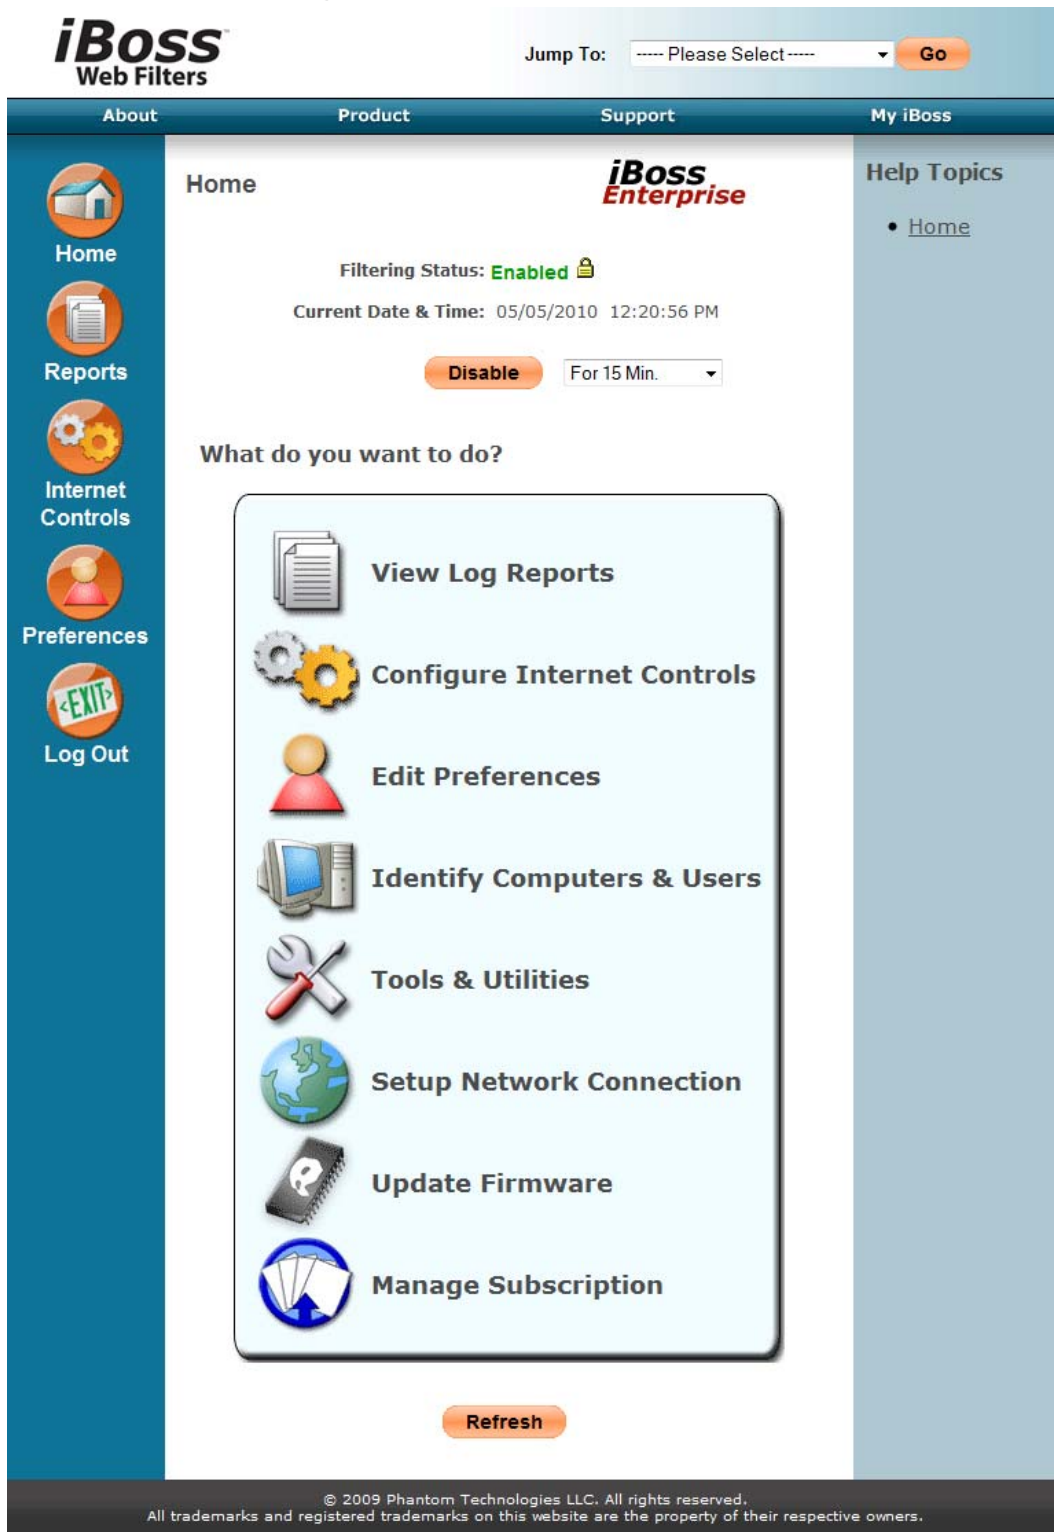 iBoss™
Web Filters
Jump To: ----- Please Select ----- Go
About Product Support My iBoss
Home
Reports
Internet
Controls
Preferences
<EXIT>
Log Out
Home
iBoss
Enterprise
Filtering Status: Enabled
Current Date & Time: 05/05/2010 12:20:56 PM
Disable For 15 Min.
What do you want to do?
View Log Reports
Configure Internet Controls
Edit Preferences
Identify Computers & Users
Tools & Utilities
Setup Network Connection
Update Firmware
Manage Subscription
Refresh
Help Topics
• Home
© 2009 Phantom Technologies LLC. All rights reserved.
All trademarks and registered trademarks on this website are the property of their respective owners.